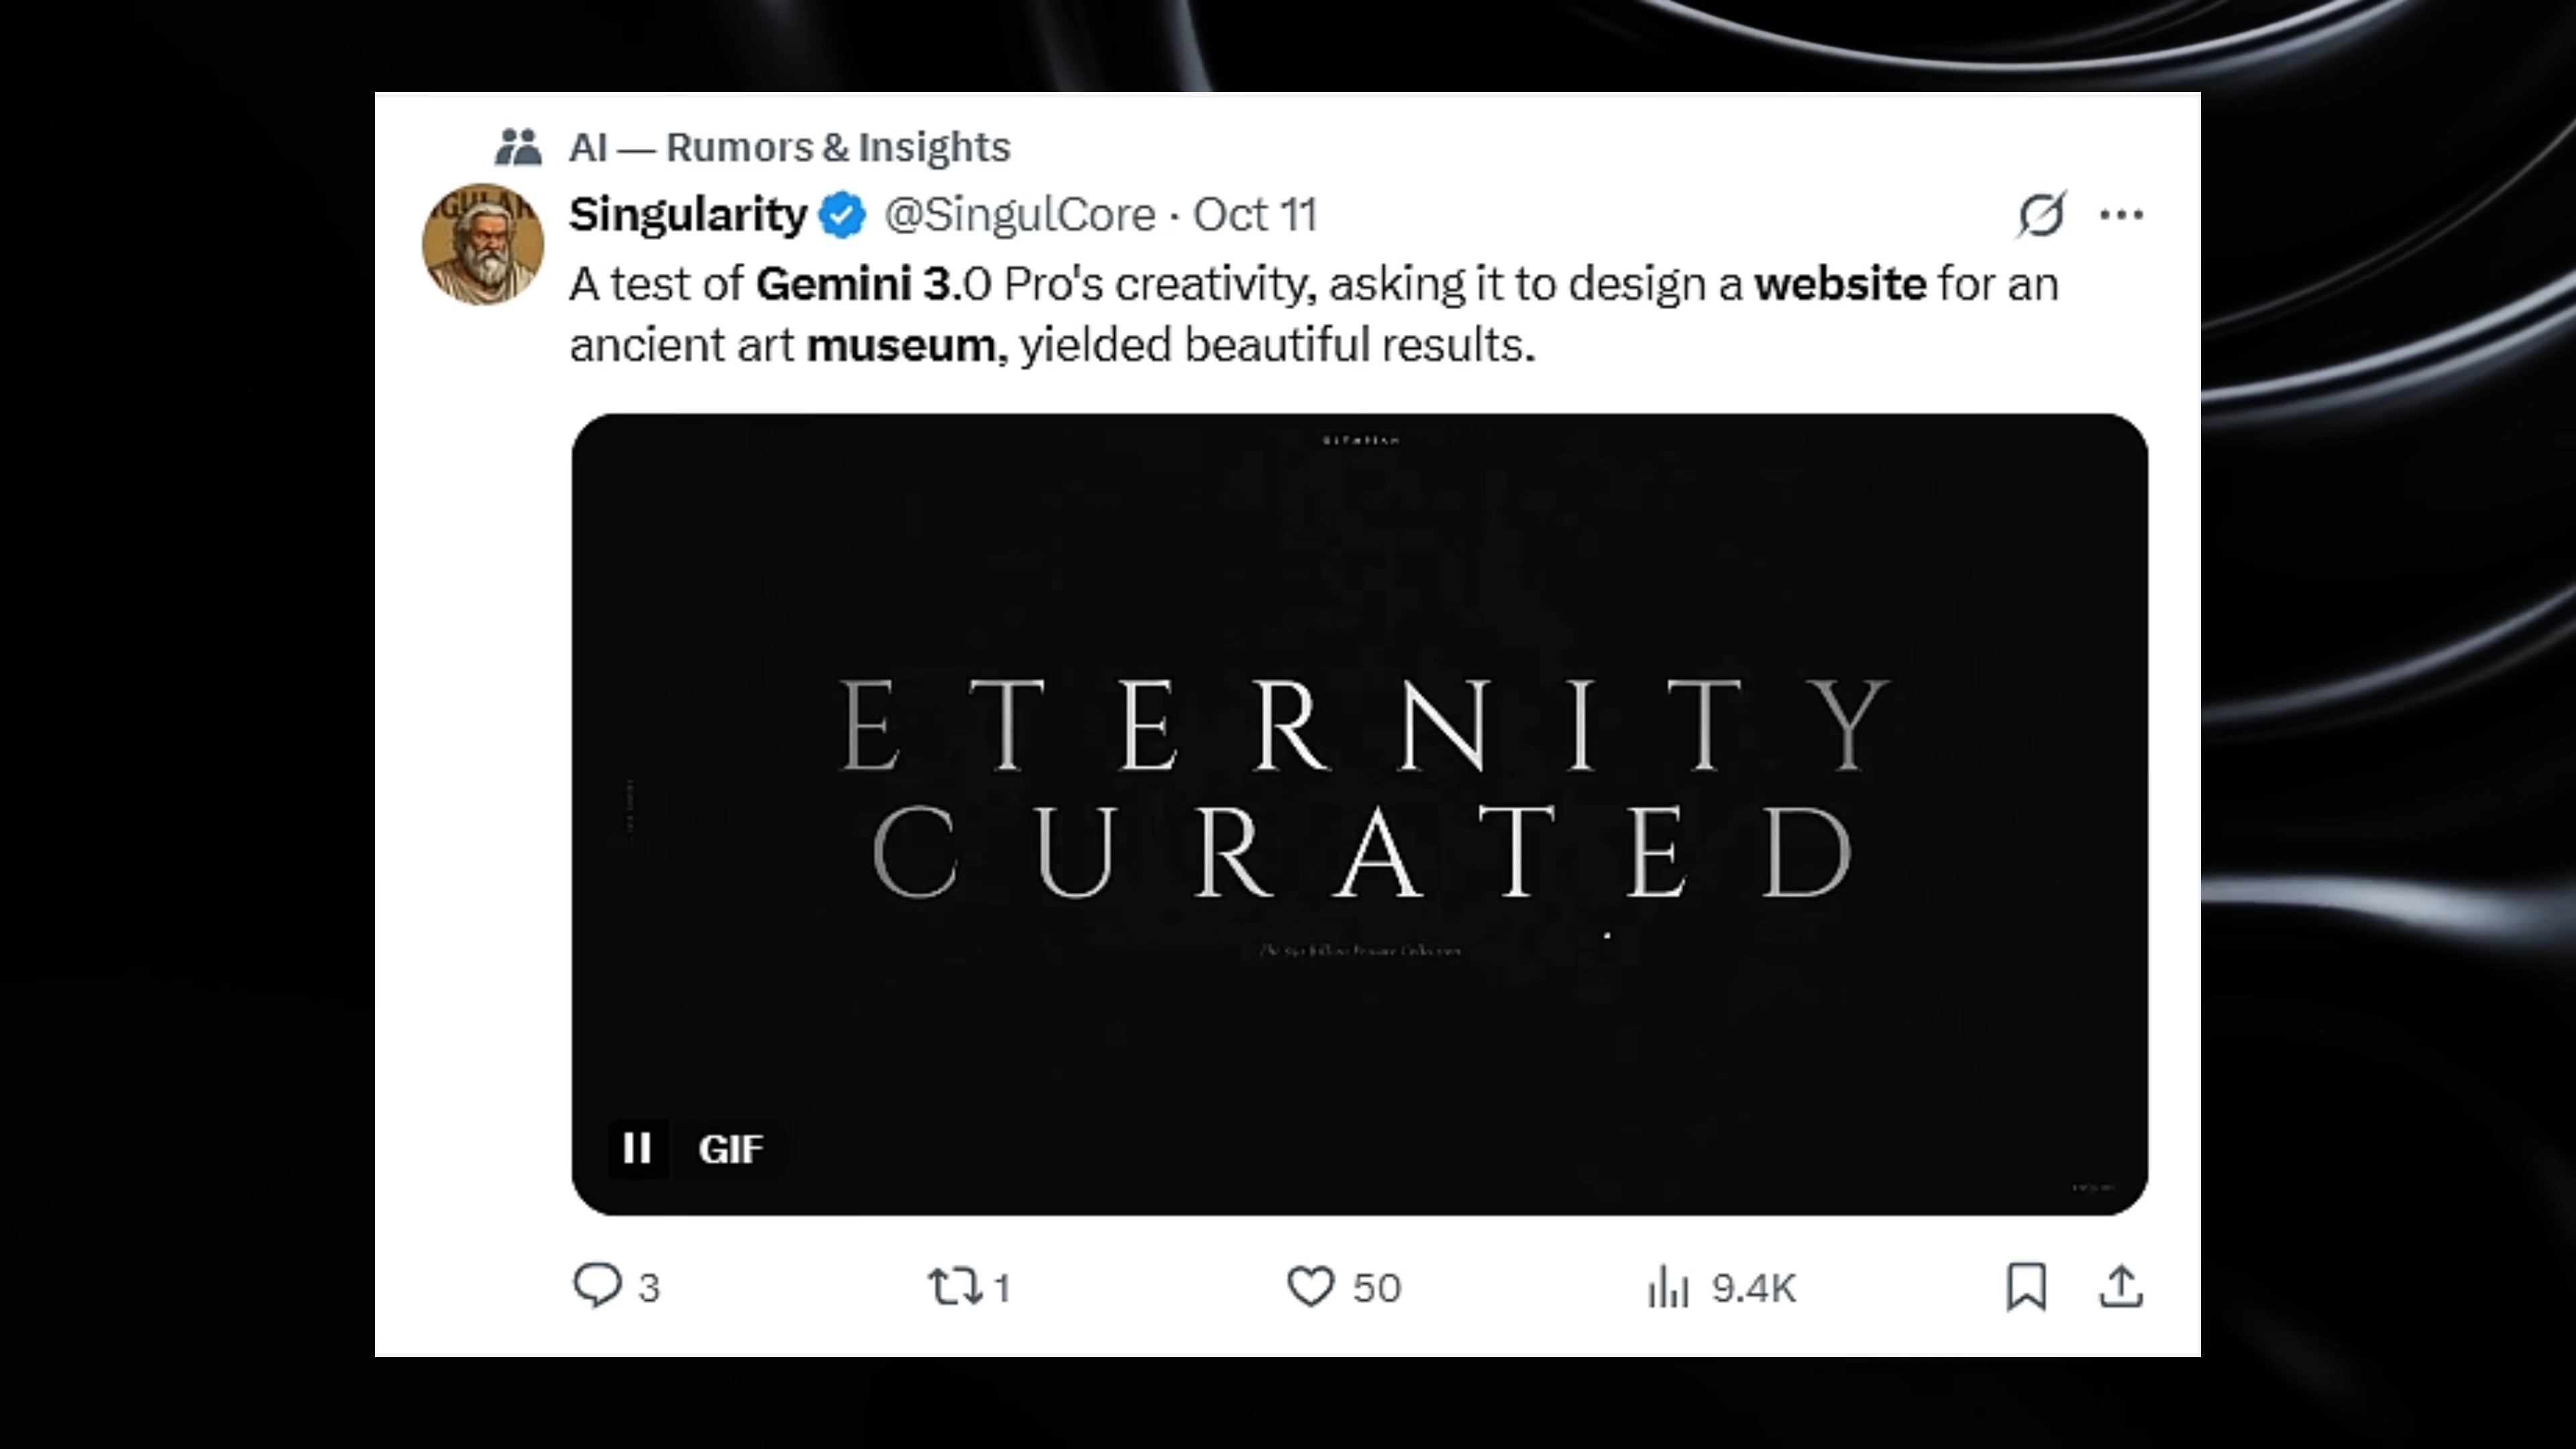 AI — Rumors & Insights
Singularity @SingulCore · Oct 11
A test of Gemini 3.0 Pro's creativity, asking it to design a website for an
ancient art museum, yielded beautiful results.
ETERNITY
CURATED
GIF
3 1 50 9.4K